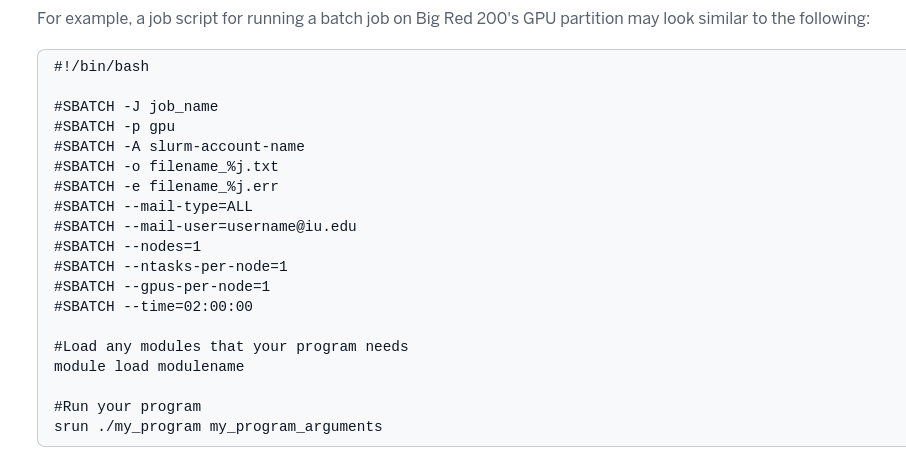 For example, a job script for running a batch job on Big Red 200's GPU partition may look similar to the following:
#!/bin/bash
#SBATCH -J job_name
#SBATCH -p gpu
#SBATCH -A slurm-account-name
#SBATCH -o filename_%j.txt
#SBATCH -e filename_%j.err
#SBATCH --mail-type=ALL
#SBATCH --mail-user=username@iu.edu
#SBATCH --nodes=1
#SBATCH --ntasks-per-node=1
#SBATCH --gpus-per-node=1
#SBATCH --time=02:00:00
#Load any modules that your program needs
module load modulename
#Run your program
srun ./my_program my_program_arguments